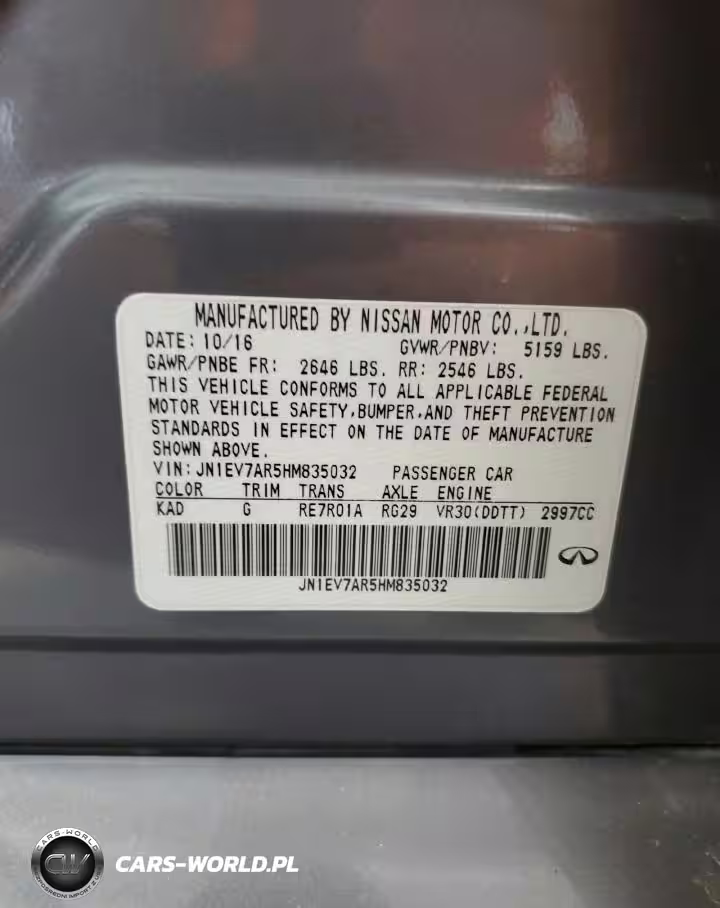 MANUFACTURED BY NISSAN MOTOR CO.,LTD.
DATE: 10/16 GVWR/PNBV: 5159 LBS.
GAWR/PNBE FR: 2646 LBS. RR: 2546 LBS.
THIS VEHICLE CONFORMS TO ALL APPLICABLE FEDERAL
MOTOR VEHICLE SAFETY,BUMPER,AND THEFT PREVENTION
STANDARDS IN EFFECT ON THE DATE OF MANUFACTURE
SHOWN ABOVE.
VIN: JN1EV7AR5HM835032 PASSENGER CAR
COLOR TRIM TRANS AXLE ENGINE
KAD G RE7R01A RG29 VR30(DDTT) 2997CC
JN1EV7AR5HM835032
CARS-WORLD
CW
CARS-WORLD.PL